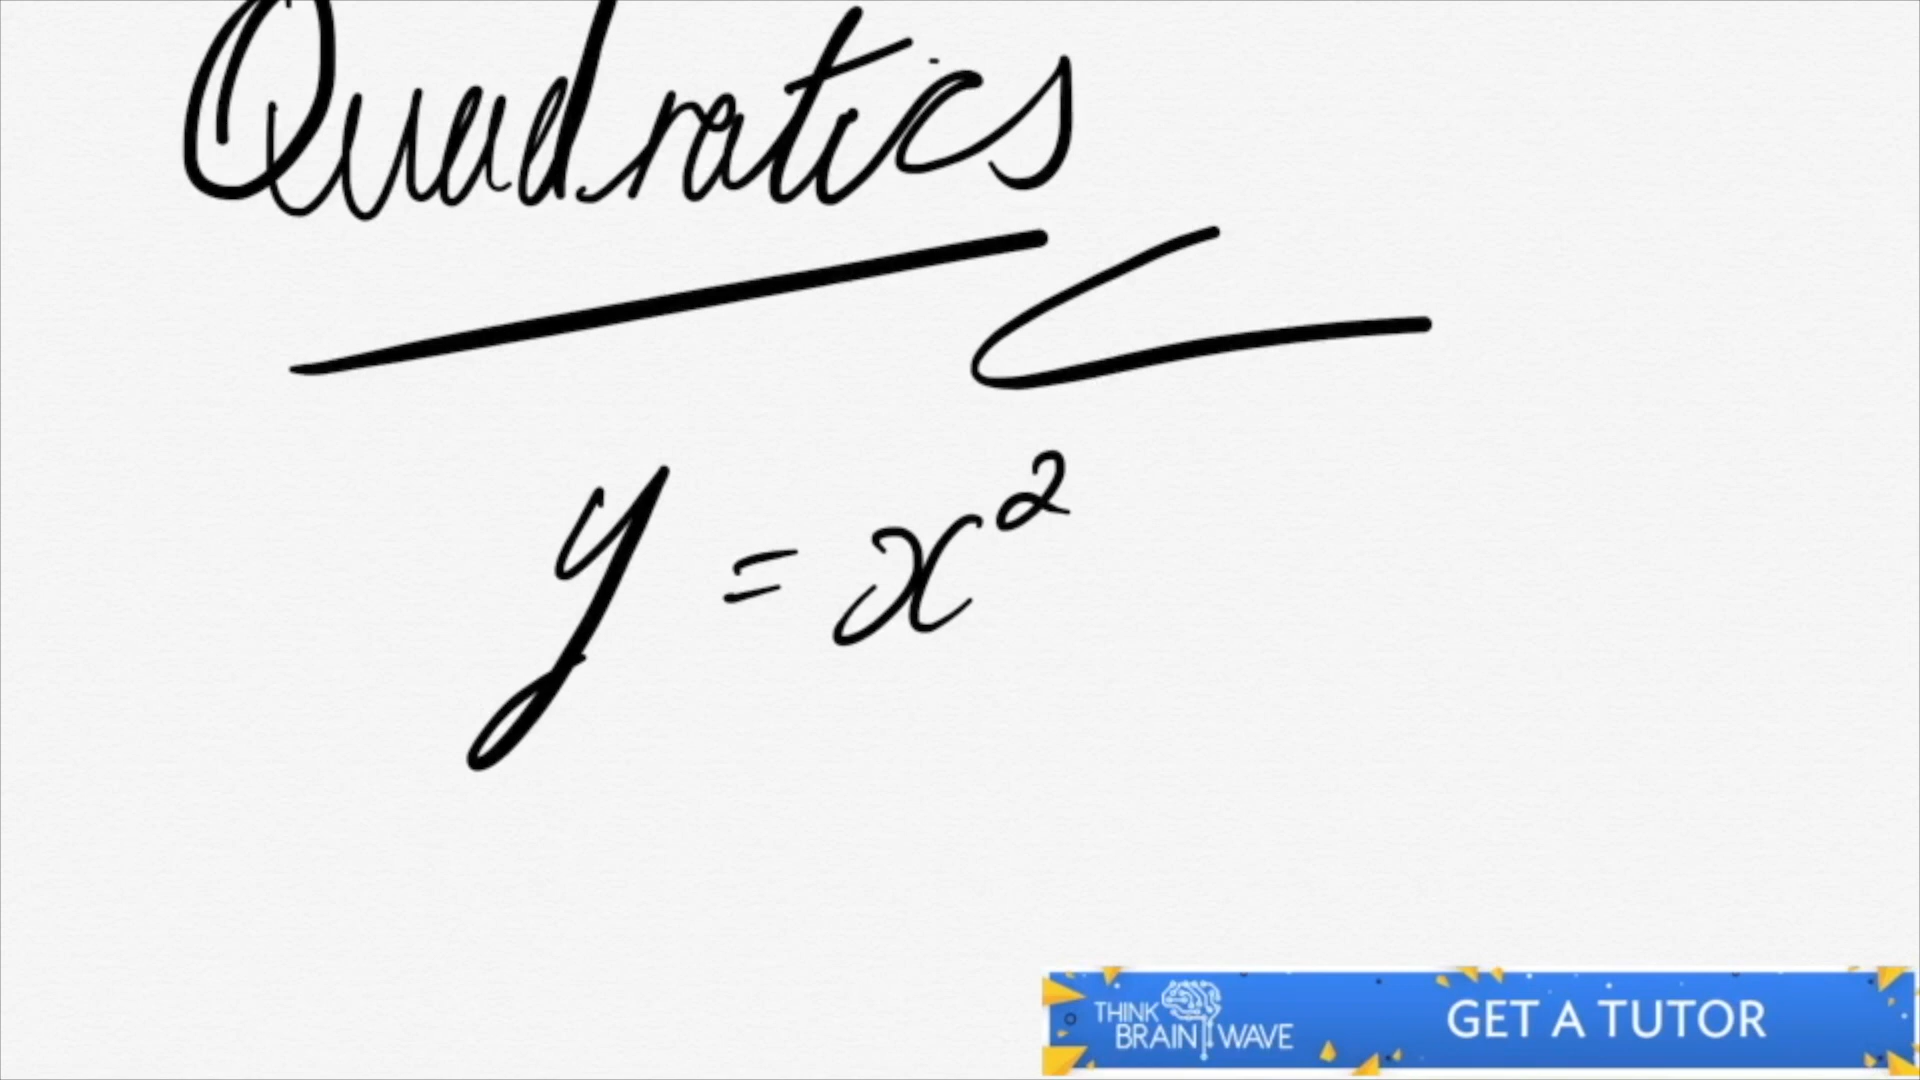 Quadratics
y = x²
THINK
BRAIN WAVE
GET A TUTOR